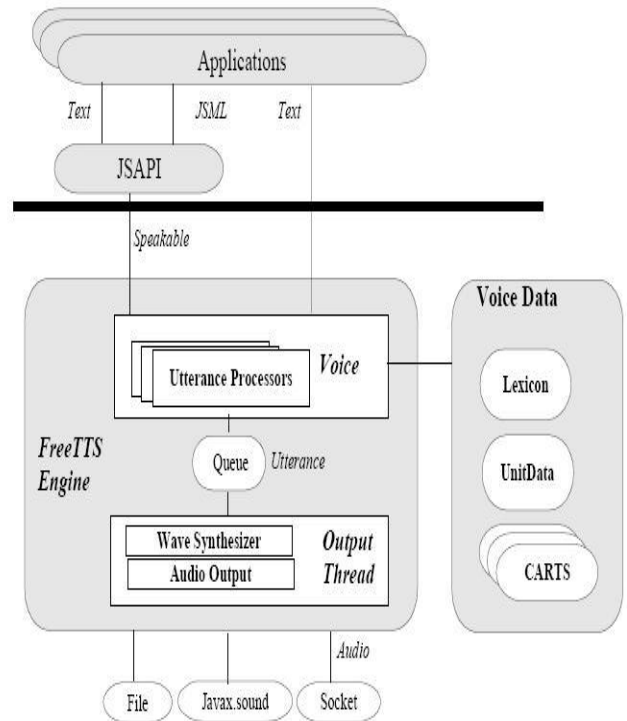 Applications
Text JSML Text
JSAPI
Speakable
Voice Data
Voice
Utterance Processors
Lexicon
FreeTTS
Engine
Queue Utterance
UnitData
Wave Synthesizer
Audio Output
Output
Thread
CARTS
Audio
File Javax.sound Socket